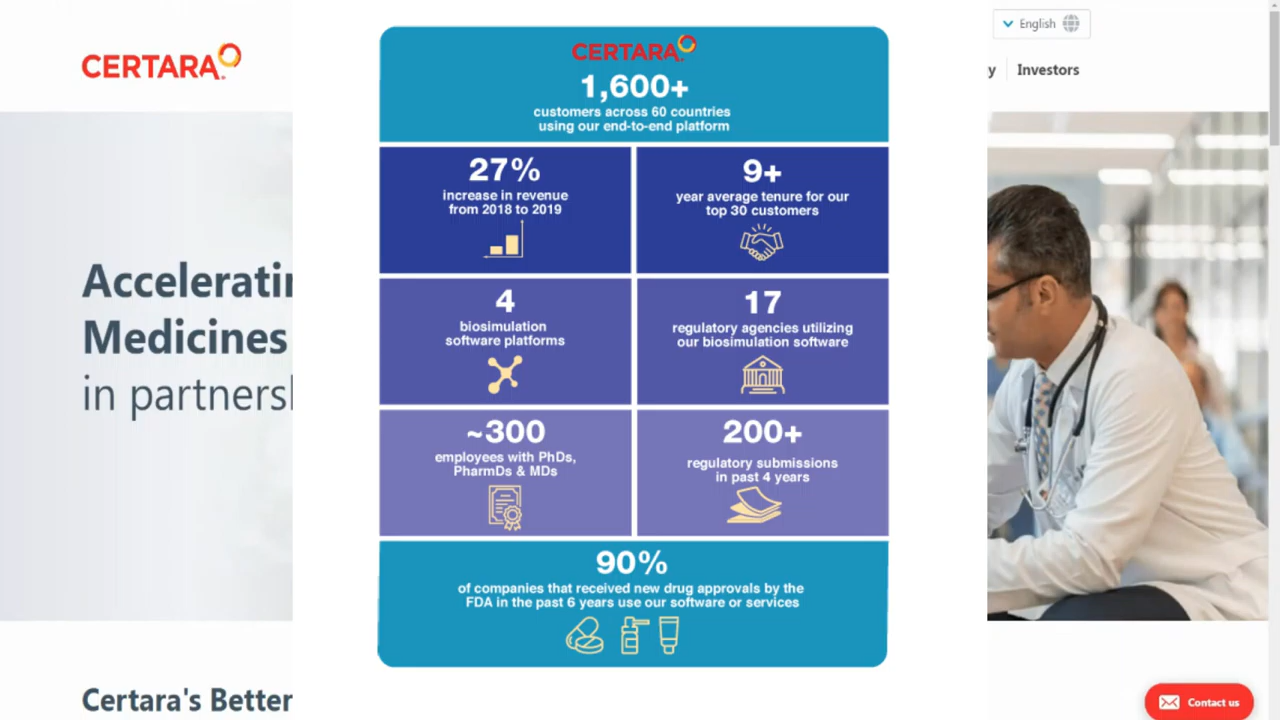 English
CERTARA
y
Investors
Acceleratin
Medicines
in partners
Certara's Better
CERTARA
1,600+
customers across 60 countries
using our end-to-end platform
27%
increase in revenue
from 2018 to 2019
9+
year average tenure for our
top 30 customers
4
biosimulation
software platforms
17
regulatory agencies utilizing
our biosimulation software
~300
employees with PhDs,
PharmDs & MDs
200+
regulatory submissions
in past 4 years
90%
of companies that received new drug approvals by the
FDA in the past 6 years use our software or services
Contact us